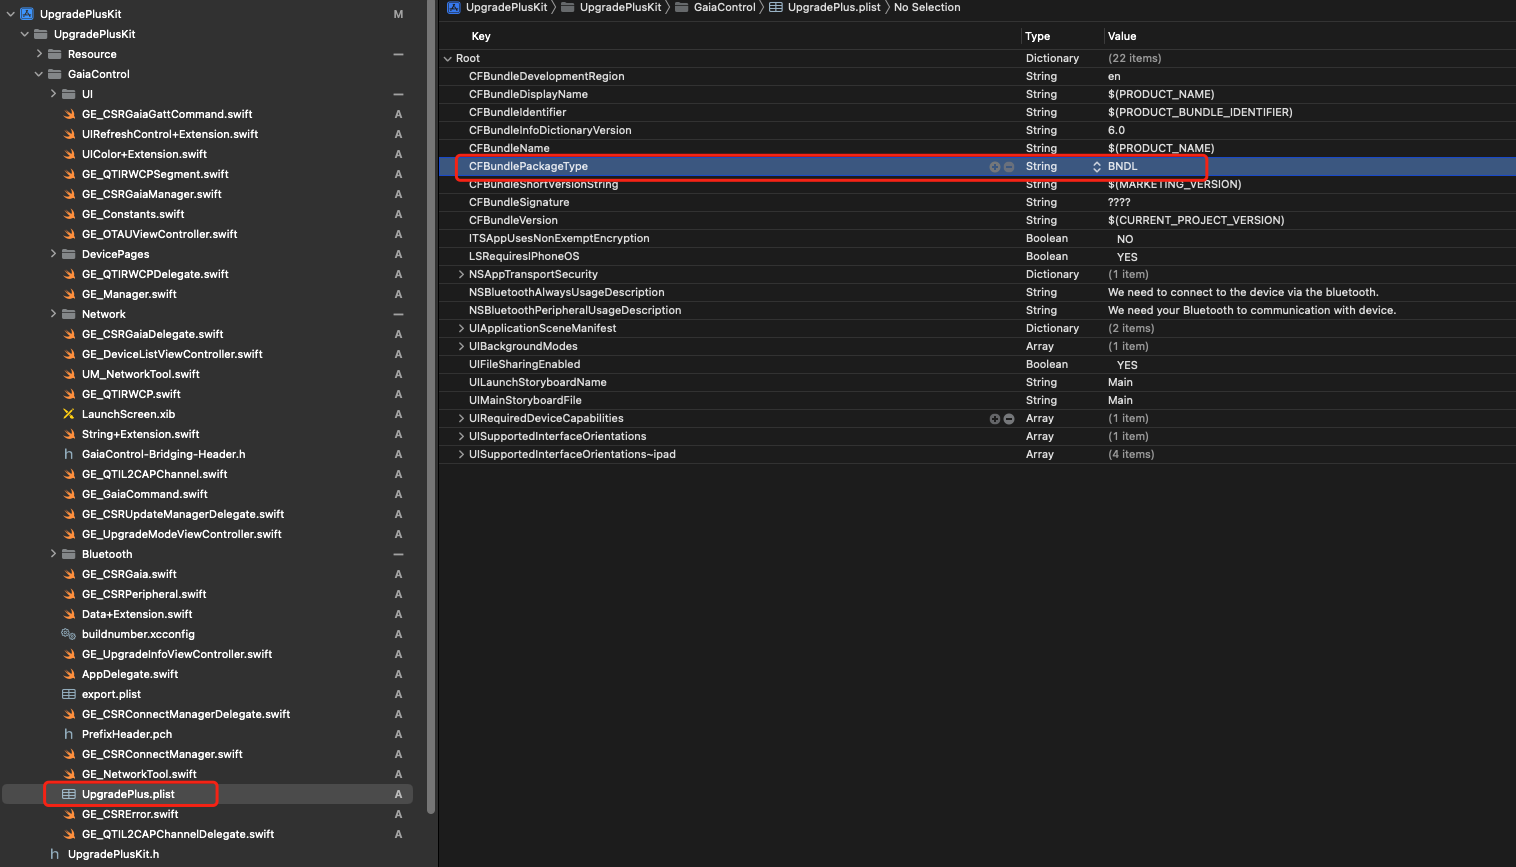 UpgradePlusKit M
UpgradePlusKit
Resource
GaiaControl
UI
GE_CSRGaiaGattCommand.swift A
UIRefreshControl+Extension.swift A
UIColor+Extension.swift A
GE_QTIRWCPSegment.swift A
GE_CSRGaiaManager.swift A
GE_Constants.swift A
GE_OTAUViewController.swift A
DevicePages A
GE_QTIRWCPDelegate.swift A
GE_Manager.swift A
Network
GE_CSRGaiaDelegate.swift A
GE_DeviceListViewController.swift A
UM_NetworkTool.swift A
GE_QTIRWCP.swift A
LaunchScreen.xib A
String+Extension.swift A
h GaiaControl-Bridging-Header.h A
GE_QTIL2CAPChannel.swift A
GE_GaiaCommand.swift A
GE_CSRUpdateManagerDelegate.swift A
GE_UpgradeModeViewController.swift A
Bluetooth
GE_CSRGaia.swift A
GE_CSRPeripheral.swift A
Data+Extension.swift A
buildnumber.xcconfig A
GE_UpgradeInfoViewController.swift A
AppDelegate.swift A
export.plist A
GE_CSRConnectManagerDelegate.swift A
h PrefixHeader.pch A
GE_CSRConnectManager.swift A
GE_NetworkTool.swift A
UpgradePlus.plist A
GE_CSRError.swift A
GE_QTIL2CAPChannelDelegate.swift A
h UpgradePlusKit.h A
UpgradePlusKit UpgradePlusKit GaiaControl UpgradePlus.plist No Selection
Key Type Value
Root Dictionary (22 items)
CFBundleDevelopmentRegion String en
CFBundleDisplayName String $(PRODUCT_NAME)
CFBundleIdentifier String $(PRODUCT_BUNDLE_IDENTIFIER)
CFBundleInfoDictionaryVersion String 6.0
CFBundleName String $(PRODUCT_NAME)
CFBundlePackageType String BNDL
CFBundleShortVersionString String $(MARKETING_VERSION)
CFBundleSignature String ????
CFBundleVersion String $(CURRENT_PROJECT_VERSION)
ITSAppUsesNonExemptEncryption Boolean NO
LSRequiresIPhoneOS Boolean YES
NSAppTransportSecurity Dictionary (1 item)
NSBluetoothAlwaysUsageDescription String We need to connect to the device via the bluetooth.
NSBluetoothPeripheralUsageDescription String We need your Bluetooth to communication with device.
UIApplicationSceneManifest Dictionary (2 items)
UIBackgroundModes Array (1 item)
UIFileSharingEnabled Boolean YES
UILaunchStoryboardName String Main
UIMainStoryboardFile String Main
UIRequiredDeviceCapabilities Array (1 item)
UISupportedInterfaceOrientations Array (1 item)
UISupportedInterfaceOrientations~ipad Array (4 items)